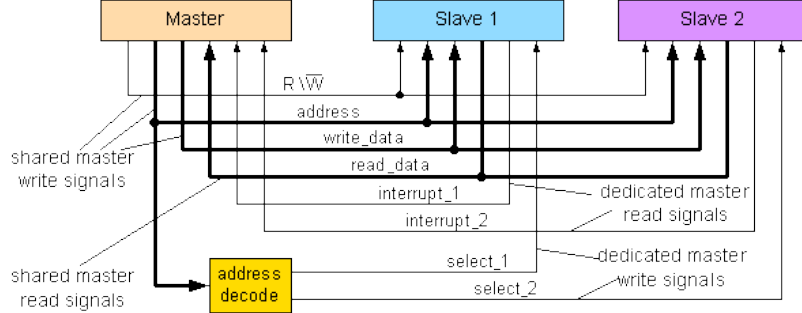 Master
Slave 1
Slave 2
R\W̅
address
write_data
shared master
write signals
read_data
interrupt_1
dedicated master
read signals
interrupt_2
shared master
read signals
address
decode
select_1
dedicated master
write signals
select_2